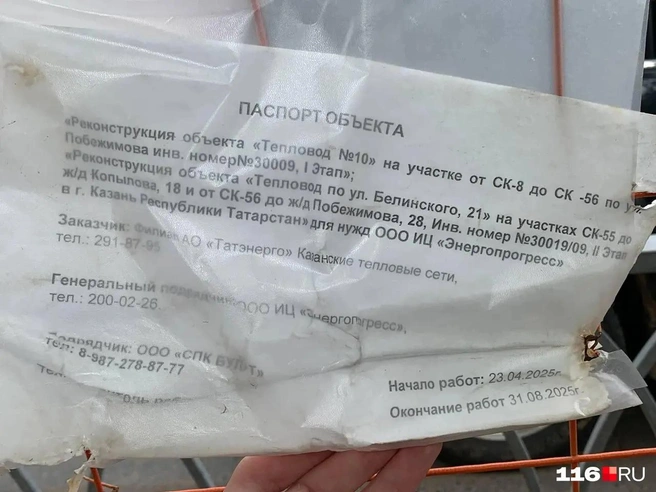 ПАСПОРТ ОБЪЕКТА
«Реконструкция объекта «Тепловод №10» на участке от СК-8 до СК -56 по ул.
Побежимова инв. номер№30009, I Этап»;
«Реконструкция объекта «Тепловод по ул. Белинского, 21» на участках СК-55 до
ж/д Копылова, 18 и от СК-56 до ж/д Побежимова, 28, Инв. номер №30019/09, II Этап
в г. Казань Республики Татарстан» для нужд ООО ИЦ «Энергопрогресс»
Заказчик: Филиал АО «Татэнерго» Казанские тепловые сети,
тел.: 291-87-95
Генеральный подрядчик: ООО ИЦ «Энергопрогресс»,
тел.: 200-02-26.
Подрядчик: ООО «СПК БУЛАТ»
тел: 8-987-278-87-77
Начало работ: 23.04.2025г.
Окончание работ 31.08.2025г.
116.RU